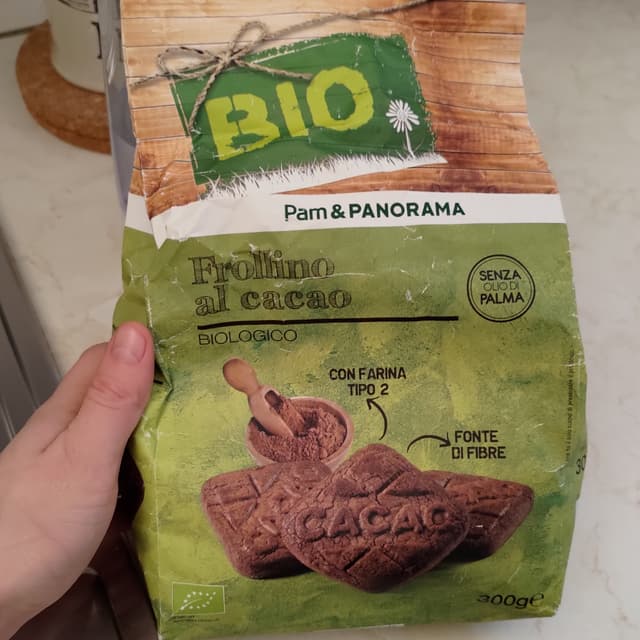 BIO
Pam & PANORAMA
Frollino
al cacao
BIOLOGICO
SENZA
OLIO DI
PALMA
CON FARINA
TIPO 2
FONTE
DI FIBRE
CACAO
300g e
30